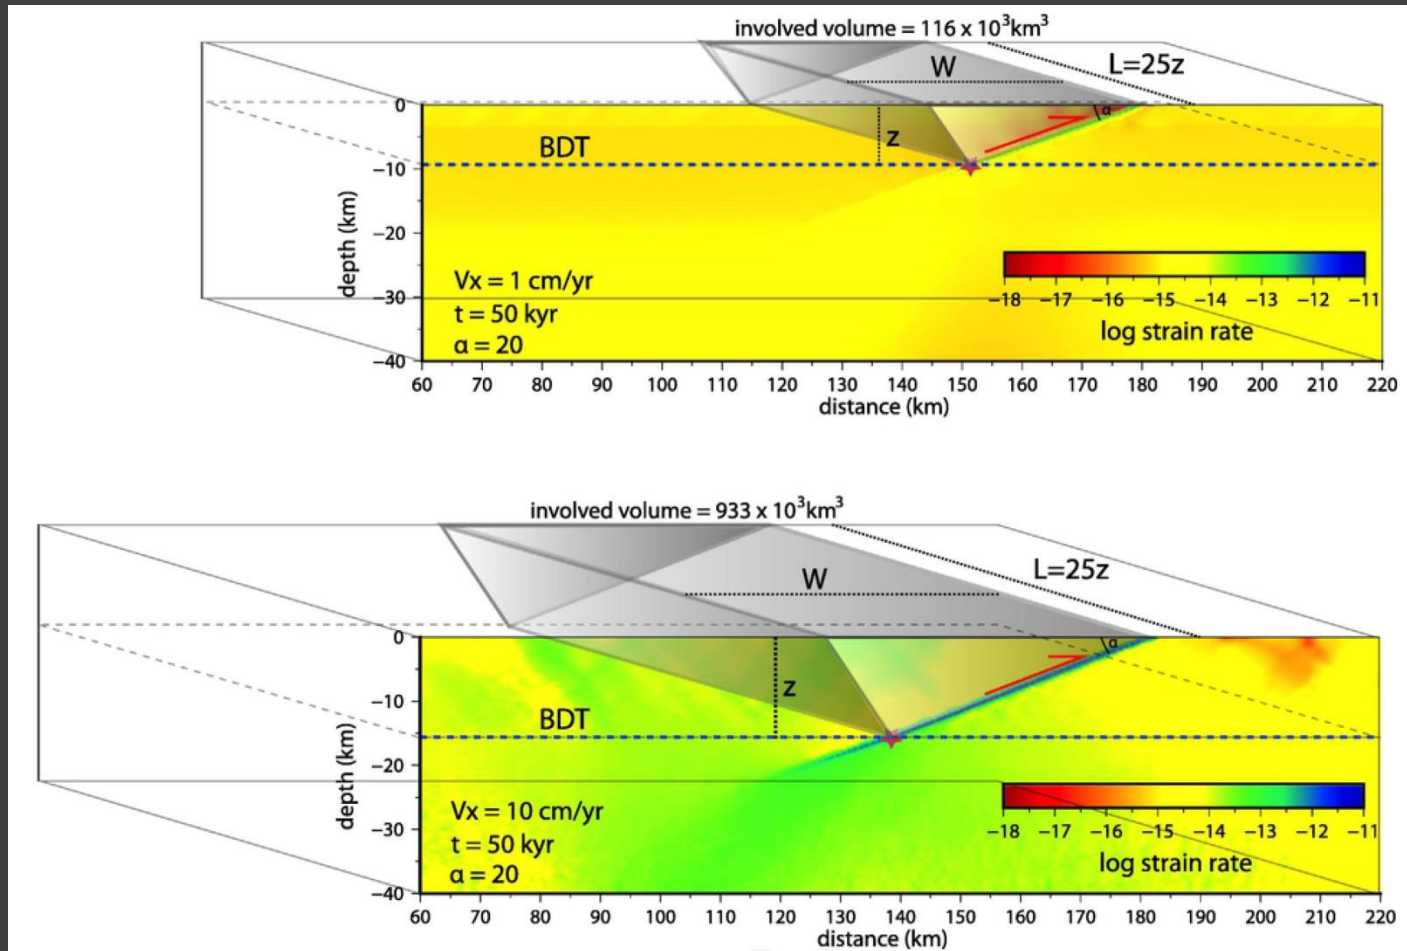 involved volume = 116 x 10³km³
W
L=25z
α
z
BDT
0
−10
−20
−30
−40
depth (km)
Vx = 1 cm/yr
t = 50 kyr
α = 20
−18 −17 −16 −15 −14 −13 −12 −11
log strain rate
60 70 80 90 100 110 120 130 140 150 160 170 180 190 200 210 220
distance (km)
involved volume = 933 x 10³km³
W
L=25z
α
z
BDT
0
−10
−20
−30
−40
depth (km)
Vx = 10 cm/yr
t = 50 kyr
α = 20
−18 −17 −16 −15 −14 −13 −12 −11
log strain rate
60 70 80 90 100 110 120 130 140 150 160 170 180 190 200 210 220
distance (km)